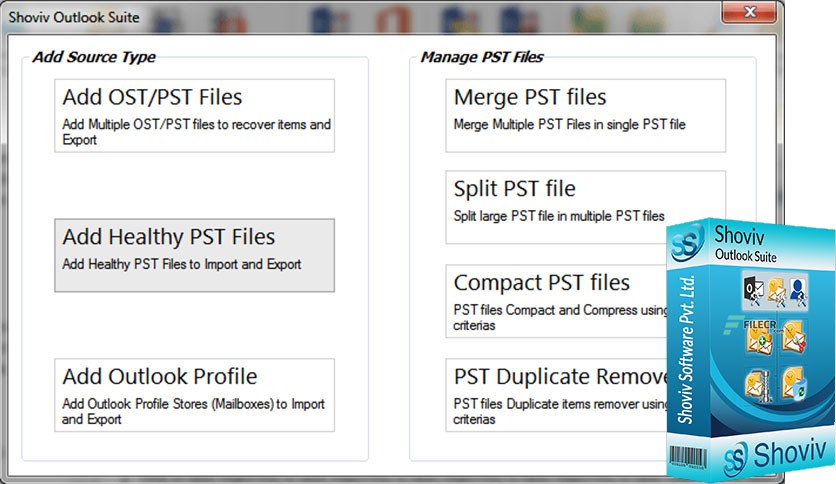 Shoviv Outlook Suite
Add Source Type
Add OST/PST Files
Add Multiple OST/PST files to recover items and
Export
Add Healthy PST Files
Add Healthy PST Files to Import and Export
Add Outlook Profile
Add Outlook Profile Stores (Mailboxes) to Import
and Export
Manage PST Files
Merge PST files
Merge Multiple PST Files in single PST file
Split PST file
Split large PST file in multiple PST files
Compact PST files
PST files Compact and Compress using
criterias
PST Duplicate Remove
PST files Duplicate items remover using
criterias
SS
Shoviv
Outlook Suite
Shoviv Software Pvt. Ltd.
FILECR
SS Shoviv